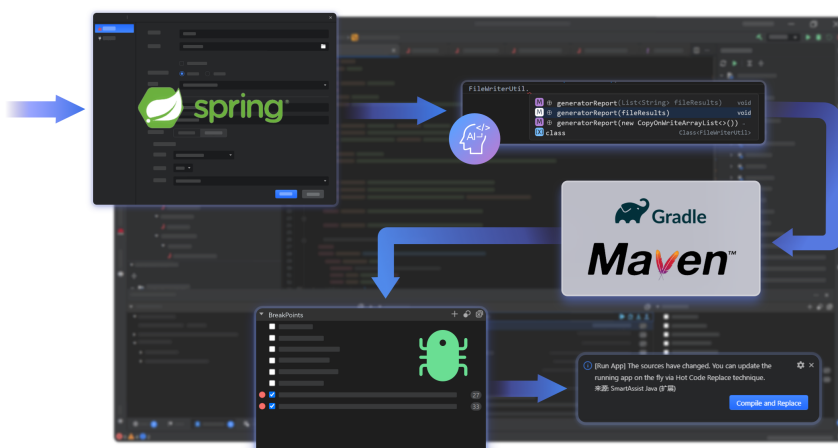 spring®
FileWriterUtil.
generatorReport(List<String> fileResults) void
generatorReport(fileResults) void
generatorReport(new CopyOnWriteArrayList<>()) -
class Class<FileWriterUtil>
AI </>
Gradle
Maven™
BreakPoints
27
33
[Run App] The sources have changed. You can update the
running app on the fly via Hot Code Replace technique.
来源: SmartAssist Java (扩展)
Compile and Replace